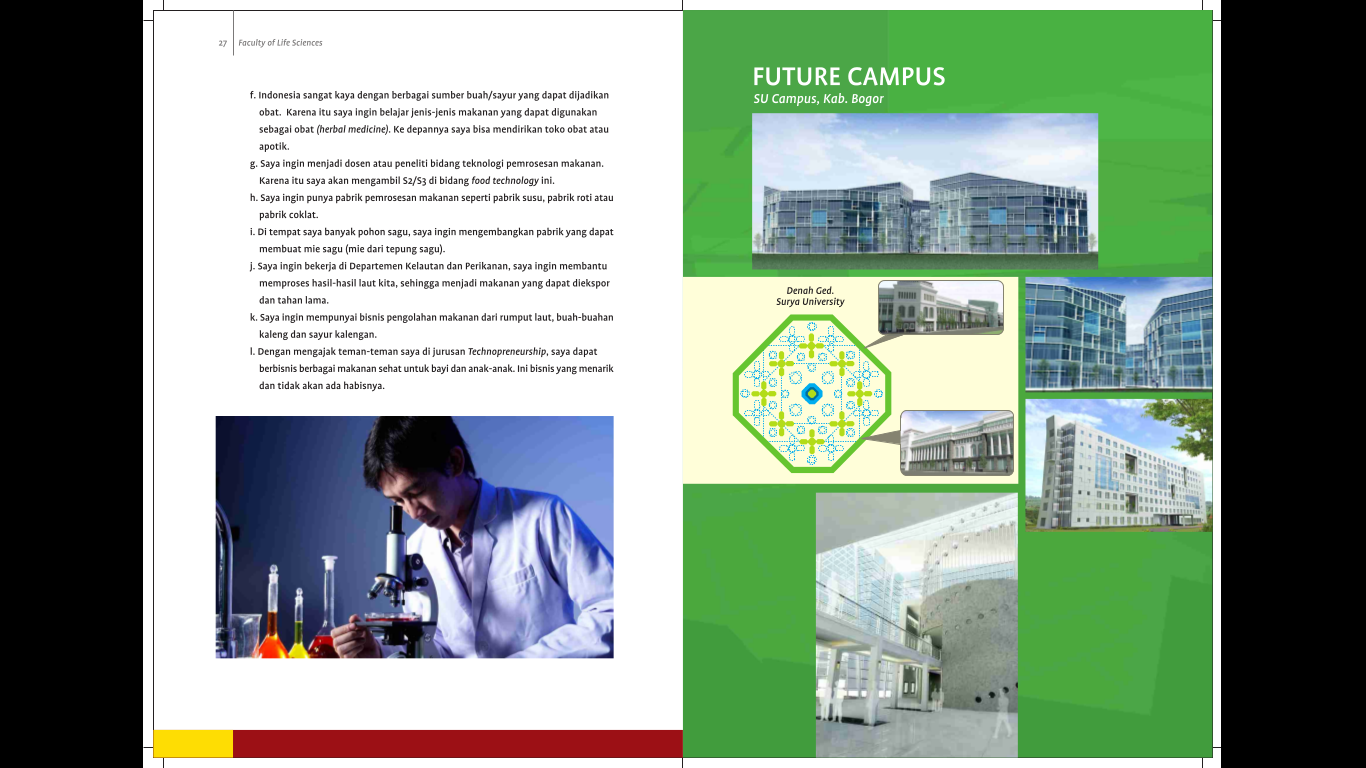 27
Faculty of Life Sciences
f. Indonesia sangat kaya dengan berbagai sumber buah/sayur yang dapat dijadikan
obat.  Karena itu saya ingin belajar jenis-jenis makanan yang dapat digunakan
sebagai obat (herbal medicine). Ke depannya saya bisa mendirikan toko obat atau
apotik.
g. Saya ingin menjadi dosen atau peneliti bidang teknologi pemrosesan makanan.
Karena itu saya akan mengambil S2/S3 di bidang food technology ini.
h. Saya ingin punya pabrik pemrosesan makanan seperti pabrik susu, pabrik roti atau
pabrik coklat.
i. Di tempat saya banyak pohon sagu, saya ingin mengembangkan pabrik yang dapat
membuat mie sagu (mie dari tepung sagu).
j. Saya ingin bekerja di Departemen Kelautan dan Perikanan, saya ingin membantu
memproses hasil-hasil laut kita, sehingga menjadi makanan yang dapat diekspor
dan tahan lama.
k. Saya ingin mempunyai bisnis pengolahan makanan dari rumput laut, buah-buahan
kaleng dan sayur kalengan.
l. Dengan mengajak teman-teman saya di jurusan Technopreneurship, saya dapat
berbisnis berbagai makanan sehat untuk bayi dan anak-anak. Ini bisnis yang menarik
dan tidak akan ada habisnya.
FUTURE CAMPUS
SU Campus, Kab. Bogor
Denah Ged.
Surya University